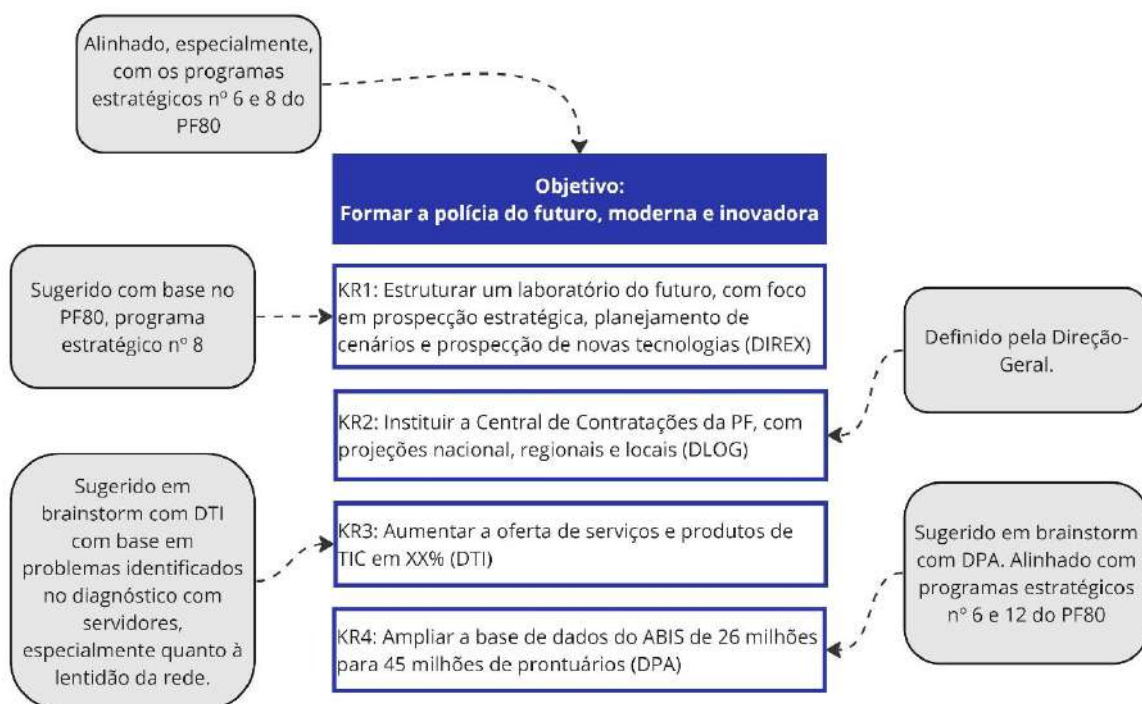 Alinhado, especialmente,
com os programas
estratégicos nº 6 e 8 do
PF80
Objetivo:
Formar a polícia do futuro, moderna e inovadora
Sugerido com base no
PF80, programa
estratégico nº 8
KR1: Estruturar um laboratório do futuro, com foco
em prospecção estratégica, planejamento de
cenários e prospecção de novas tecnologias (DIREX)
Definido pela Direção-
Geral.
KR2: Instituir a Central de Contratações da PF, com
projeções nacional, regionais e locais (DLOG)
Sugerido em
brainstorm com DTI
com base em
problemas identificados
no diagnóstico com
servidores,
especialmente quanto à
lentidão da rede.
KR3: Aumentar a oferta de serviços e produtos de
TIC em XX% (DTI)
Sugerido em brainstorm
com DPA. Alinhado com
programas estratégicos
nº 6 e 12 do PF80
KR4: Ampliar a base de dados do ABIS de 26 milhões
para 45 milhões de prontuários (DPA)